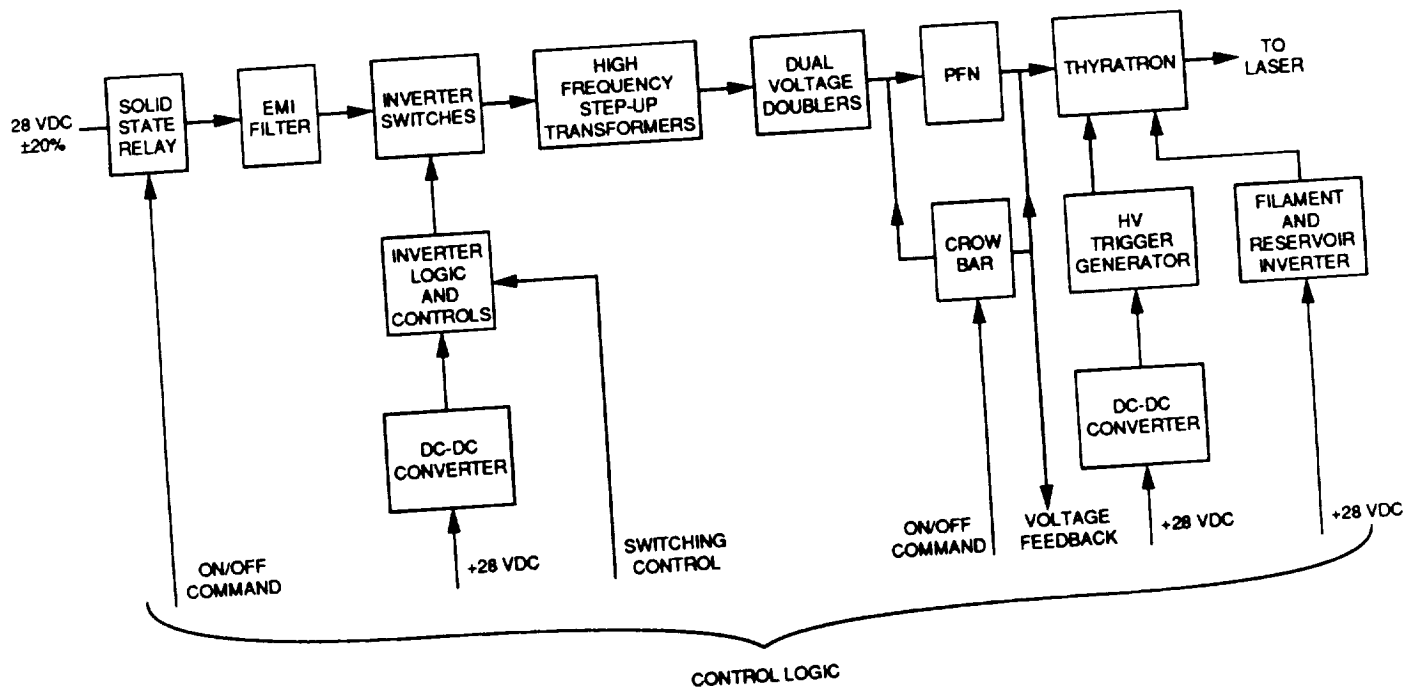 28 VDC
±20%
SOLID
STATE
RELAY
EMI
FILTER
INVERTER
SWITCHES
HIGH
FREQUENCY
STEP-UP
TRANSFORMERS
DUAL
VOLTAGE
DOUBLERS
PFN
THYRATRON
TO
LASER
INVERTER
LOGIC
AND
CONTROLS
CROW
BAR
HV
TRIGGER
GENERATOR
FILAMENT
AND
RESERVOIR
INVERTER
DC-DC
CONVERTER
DC-DC
CONVERTER
ON/OFF
COMMAND
+28 VDC
SWITCHING
CONTROL
ON/OFF
COMMAND
VOLTAGE
FEEDBACK
+28 VDC
+28 VDC
CONTROL LOGIC